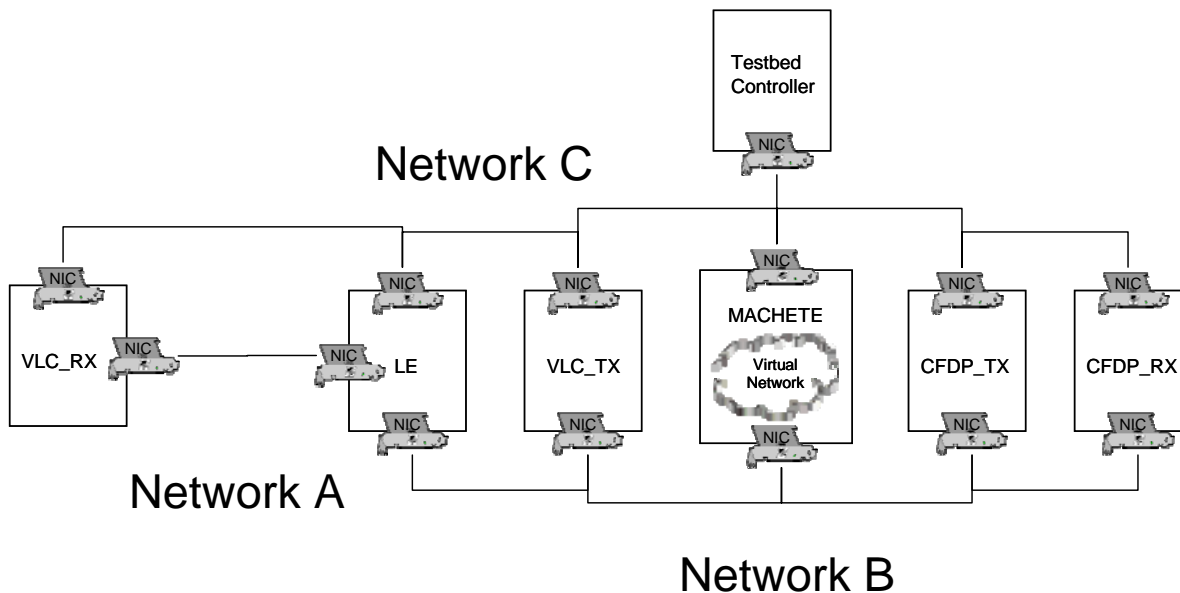 Testbed
Controller
NIC
Network C
NIC
NIC
NIC
NIC
NIC
NIC
VLC_RX
NIC
NIC
LE
VLC_TX
MACHETE
Virtual
Network
CFDP_TX
CFDP_RX
NIC
NIC
NIC
NIC
NIC
Network A
Network B